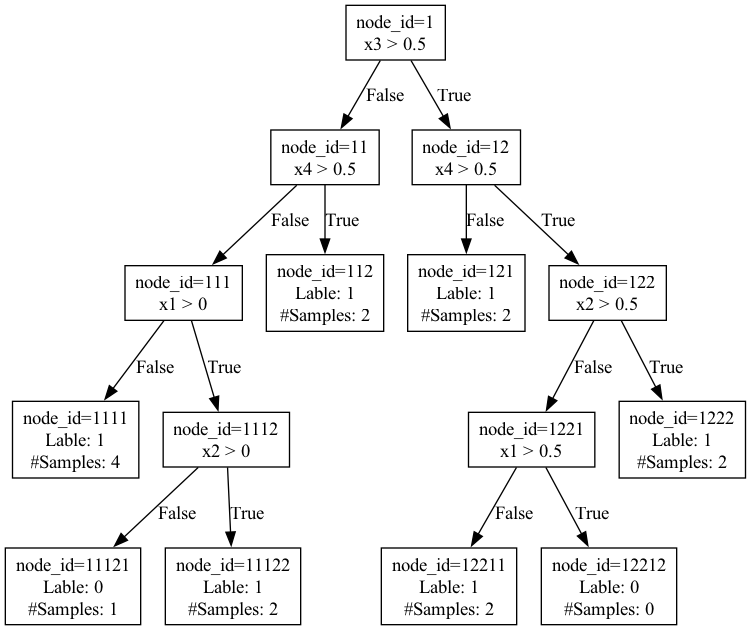 node_id=1
x3 > 0.5
False
True
node_id=11
x4 > 0.5
node_id=12
x4 > 0.5
False
True
False
True
node_id=111
x1 > 0
node_id=112
Lable: 1
#Samples: 2
node_id=121
Lable: 1
#Samples: 2
node_id=122
x2 > 0.5
False
True
False
True
node_id=1111
Lable: 1
#Samples: 4
node_id=1112
x2 > 0
node_id=1221
x1 > 0.5
node_id=1222
Lable: 1
#Samples: 2
False
True
False
True
node_id=11121
Lable: 0
#Samples: 1
node_id=11122
Lable: 1
#Samples: 2
node_id=12211
Lable: 1
#Samples: 2
node_id=12212
Lable: 0
#Samples: 0